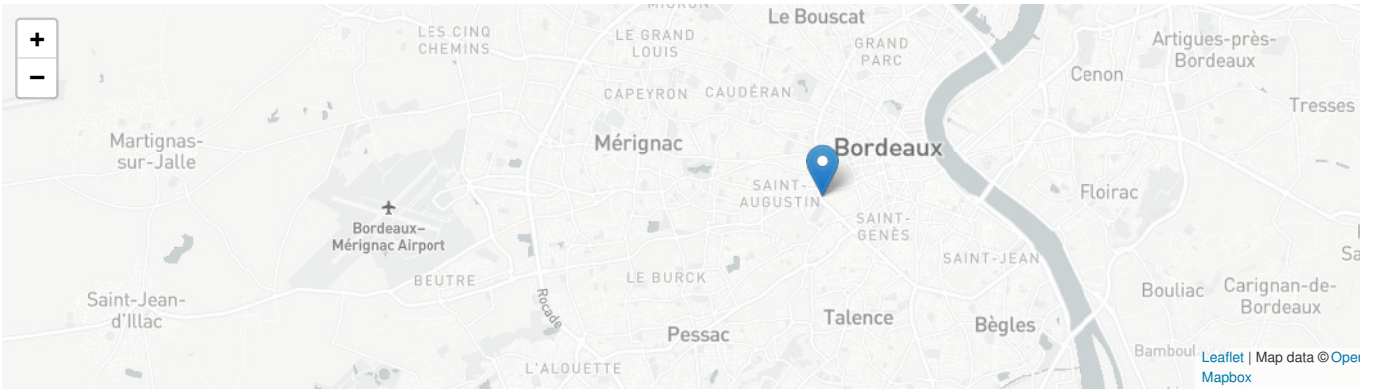 +
−
Le Bouscat
LES CINQ
CHEMINS
LE GRAND
LOUIS
GRAND
PARC
Artigues-près-
Bordeaux
Cenon
CAPEYRON
CAUDÉRAN
Tresses
Martignas-
sur-Jalle
Mérignac
Bordeaux
SAINT-
AUGUSTIN
Floirac
Bordeaux–
Mérignac Airport
SAINT-
GENÈS
SAINT-JEAN
BEUTRE
LE BURCK
Bouliac
Carignan-de-
Bordeaux
Saint-Jean-
d'Illac
Rocade
Pessac
Talence
Bègles
L'ALOUETTE
Bamboul
Leaflet | Map data © Oper
Mapbox